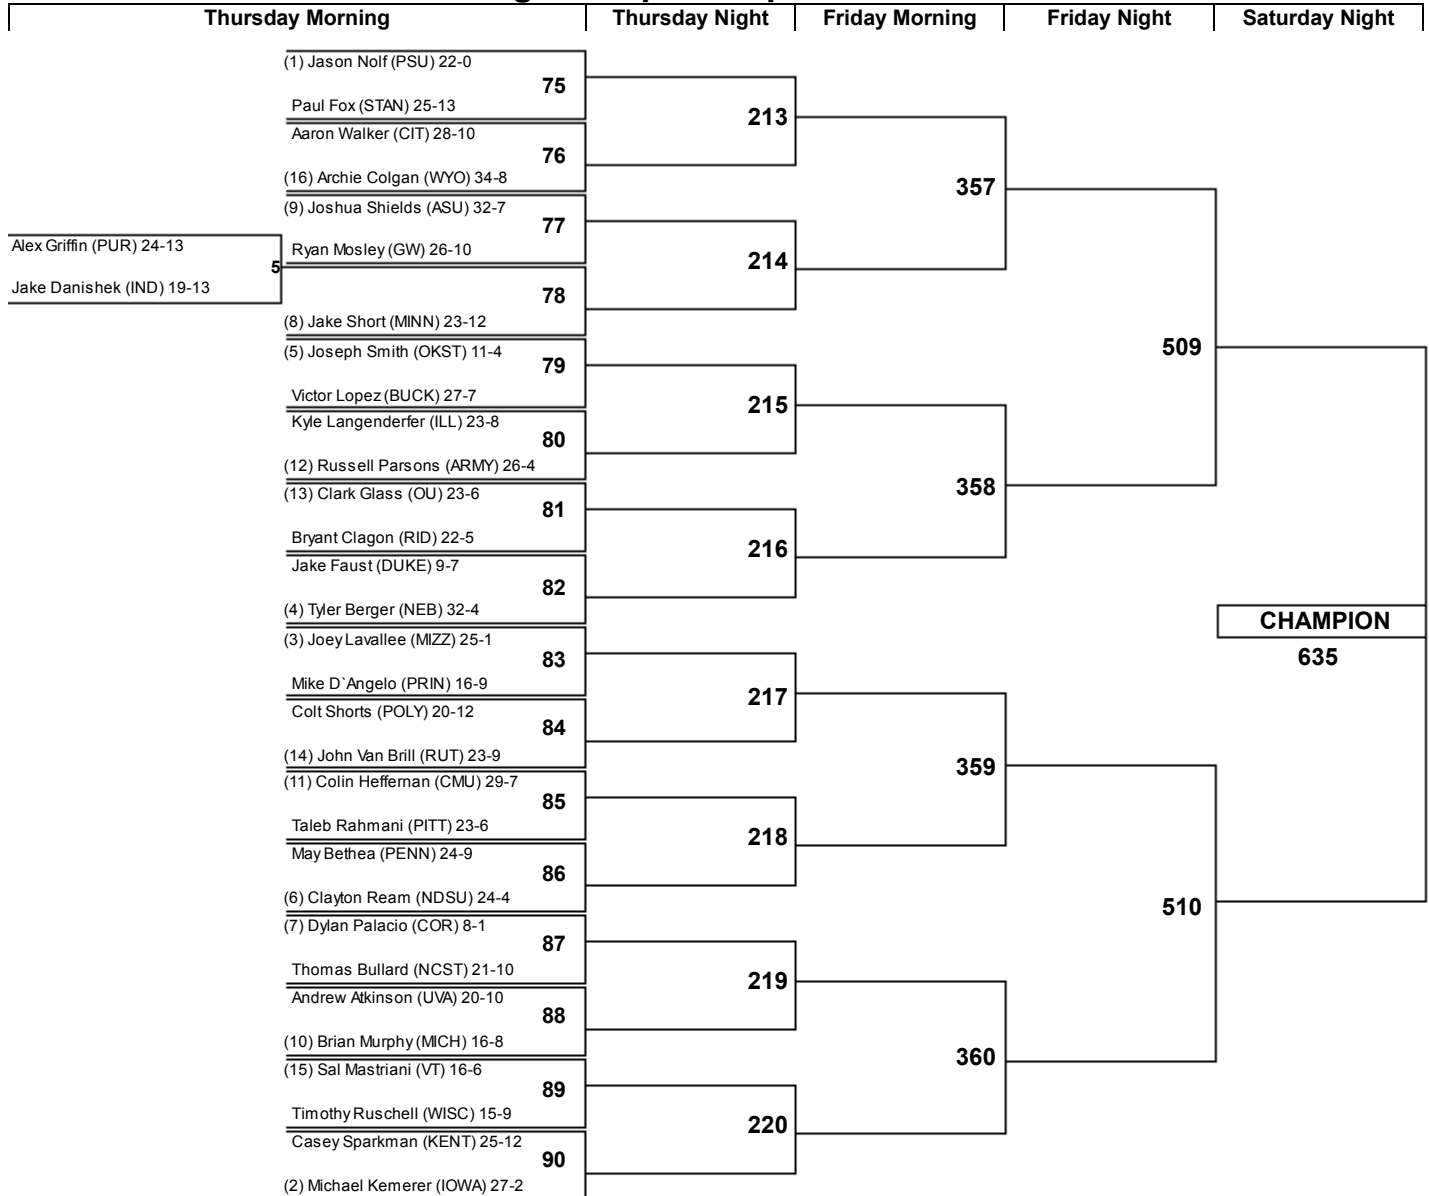 Thursday Morning
Thursday Night
Friday Morning
Friday Night
Saturday Night
(1) Jason Nolf (PSU) 22-0
75
Paul Fox (STAN) 25-13
Aaron Walker (CIT) 28-10
76
(16) Archie Colgan (WYO) 34-8
(9) Joshua Shields (ASU) 32-7
77
Ryan Mosley (GW) 26-10
Alex Griffin (PUR) 24-13
5
Jake Danishek (IND) 19-13
78
(8) Jake Short (MINN) 23-12
(5) Joseph Smith (OKST) 11-4
79
Victor Lopez (BUCK) 27-7
Kyle Langenderfer (ILL) 23-8
80
(12) Russell Parsons (ARMY) 26-4
(13) Clark Glass (OU) 23-6
81
Bryant Clagon (RID) 22-5
Jake Faust (DUKE) 9-7
82
(4) Tyler Berger (NEB) 32-4
(3) Joey Lavallee (MIZZ) 25-1
83
Mike D`Angelo (PRIN) 16-9
Colt Shorts (POLY) 20-12
84
(14) John Van Brill (RUT) 23-9
(11) Colin Heffernan (CMU) 29-7
85
Taleb Rahmani (PITT) 23-6
May Bethea (PENN) 24-9
86
(6) Clayton Ream (NDSU) 24-4
(7) Dylan Palacio (COR) 8-1
87
Thomas Bullard (NCST) 21-10
Andrew Atkinson (UVA) 20-10
88
(10) Brian Murphy (MICH) 16-8
(15) Sal Mastriani (VT) 16-6
89
Timothy Ruschell (WISC) 15-9
Casey Sparkman (KENT) 25-12
90
(2) Michael Kemerer (IOWA) 27-2
213
214
215
216
217
218
219
220
357
358
359
360
509
510
CHAMPION
635